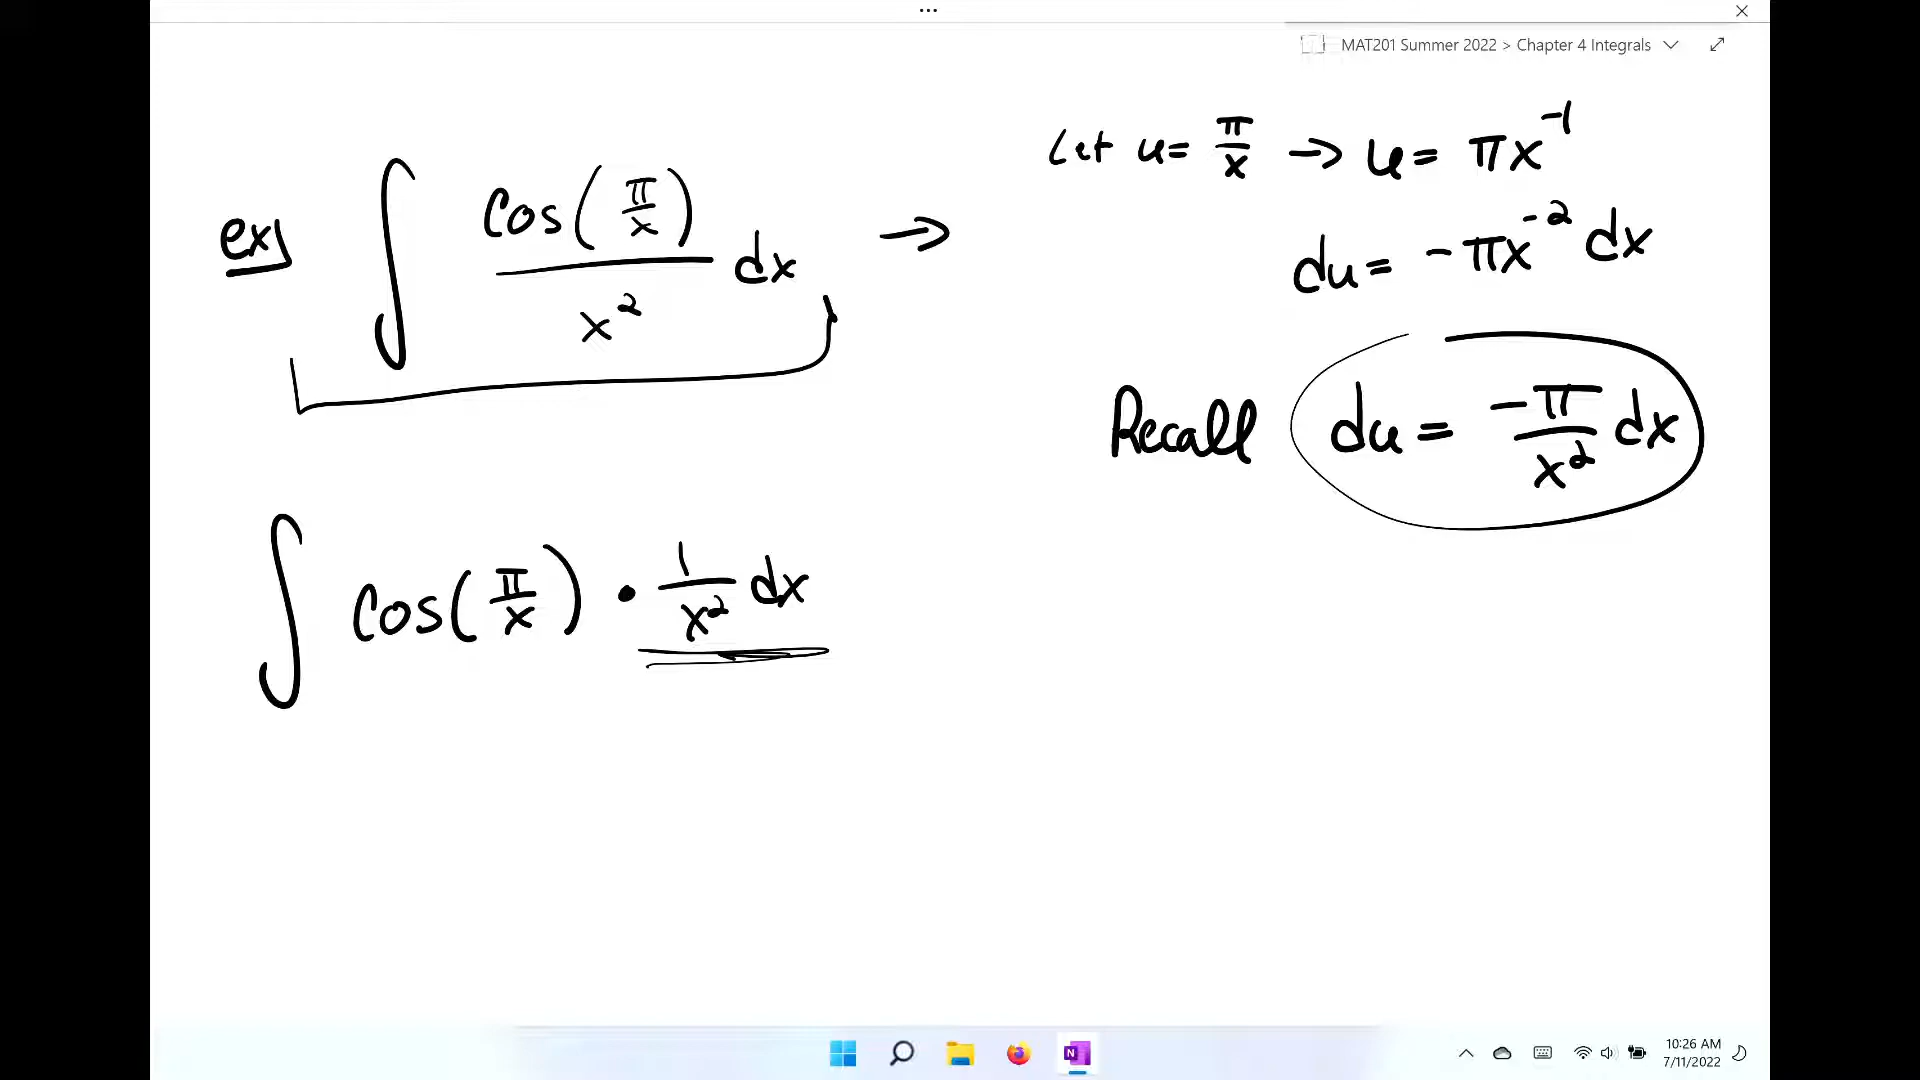 ...
MAT201 Summer 2022 > Chapter 4 Integrals
Let u = π/x → u = πx⁻¹
ex) ∫ cos(π/x)/x² dx →
du = -πx⁻² dx
Recall du = -π/x² dx
∫ cos(π/x) • 1/x² dx
10:26 AM
7/11/2022